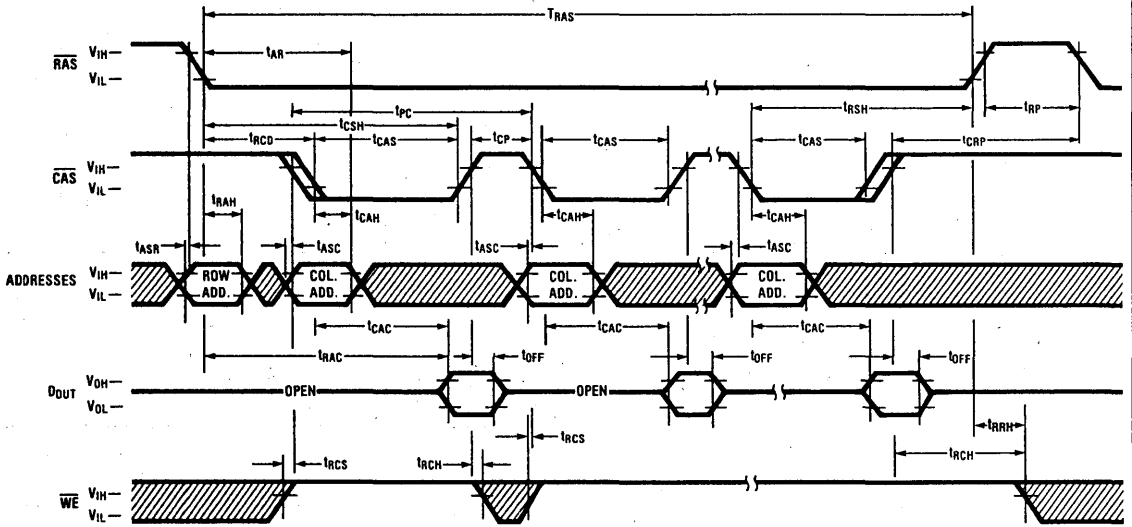 TRAS
RAS VIH
VIL
tAR
tPC
tRSH
tRP
tCSH
tRCD tCAS tCP tCAS tCAS tCRP
CAS VIH
VIL
tRAH tCAH tCAH tCAH
tASR tASC tASC tASC
ADDRESSES VIH
VIL
ROW ADD.
COL. ADD.
COL. ADD.
COL. ADD.
tCAC tCAC tCAC
tRAC tOFF tOFF tOFF
DOUT VOH
VOL
OPEN OPEN
tRCS tRRH
tRCS tRCH tRCH
WE VIH
VIL